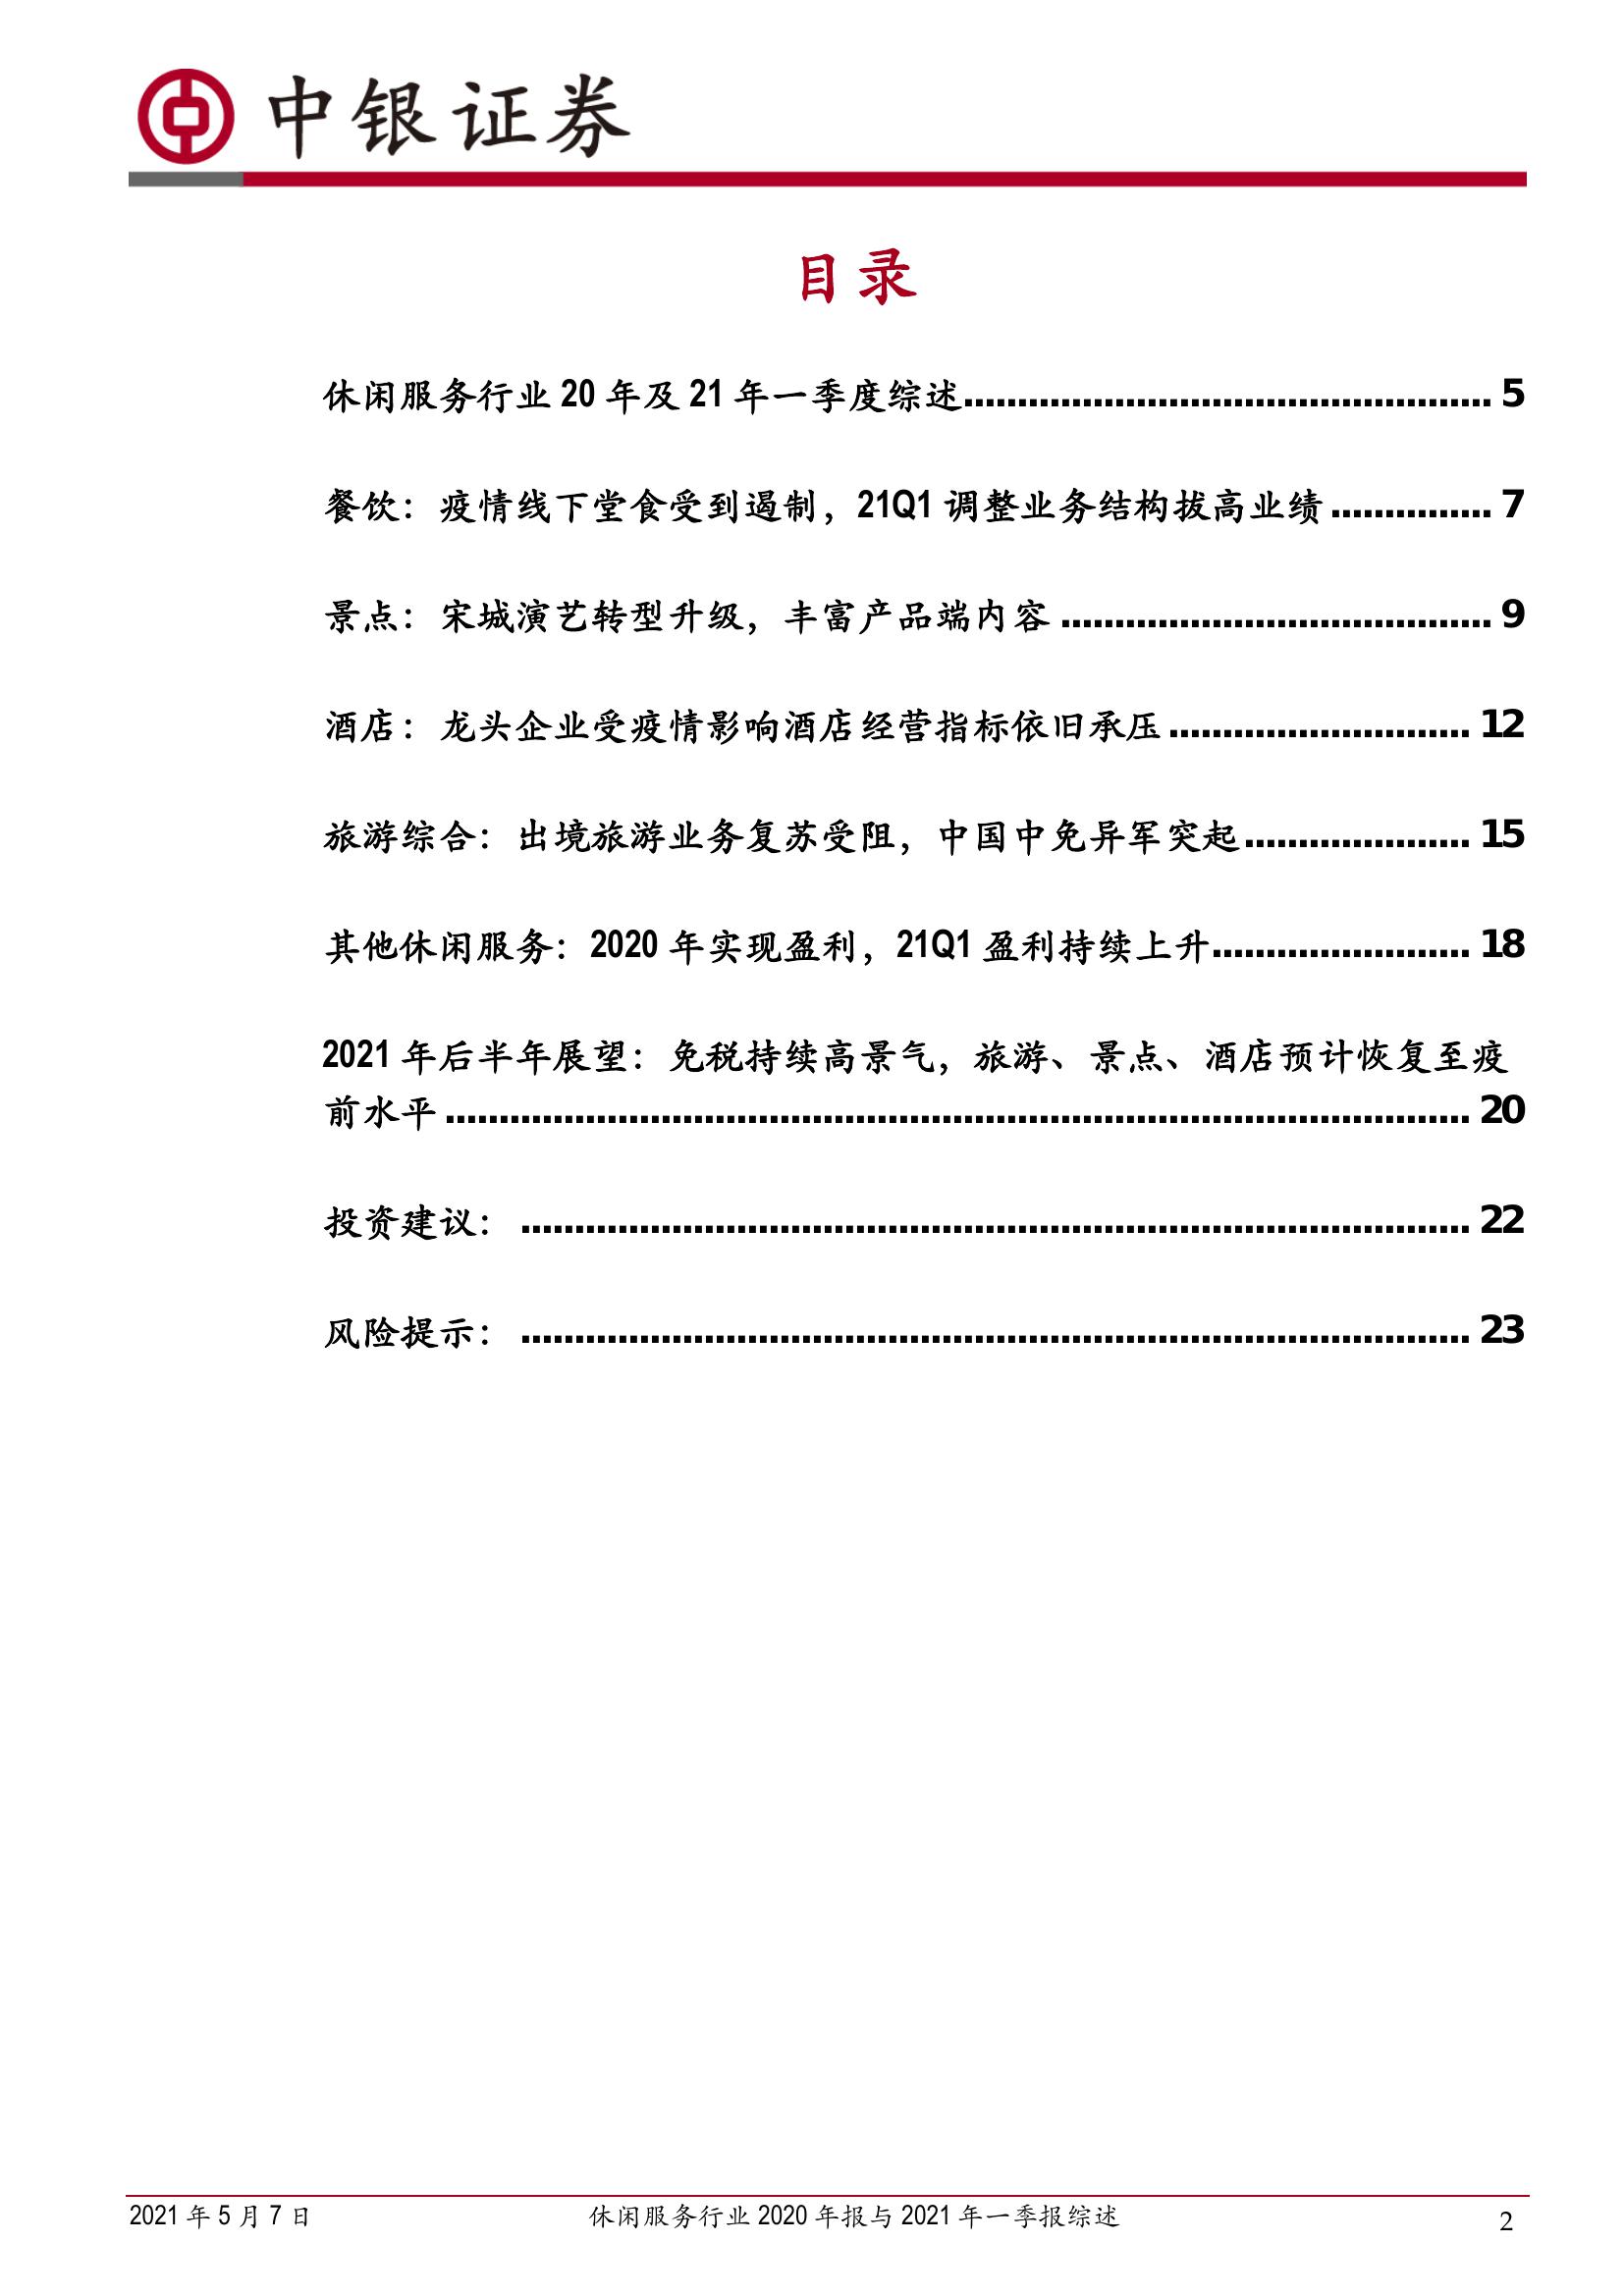 中银证券
目录
休闲服务行业 20 年及 21 年一季度综述................................................. 5
餐饮：疫情线下堂食受到遏制，21Q1 调整业务结构拔高业绩............... 7
景点：宋城演艺转型升级，丰富产品端内容........................................ 9
酒店：龙头企业受疫情影响酒店经营指标依旧承压............................ 12
旅游综合：出境旅游业务复苏受阻，中国中免异军突起..................... 15
其他休闲服务：2020 年实现盈利，21Q1 盈利持续上升........................ 18
2021 年后半年展望：免税持续高景气，旅游、景点、酒店预计恢复至疫
前水平............................................................................................... 20
投资建议：........................................................................................ 22
风险提示：........................................................................................ 23
2021 年 5 月 7 日 休闲服务行业 2020 年报与 2021 年一季报综述 2